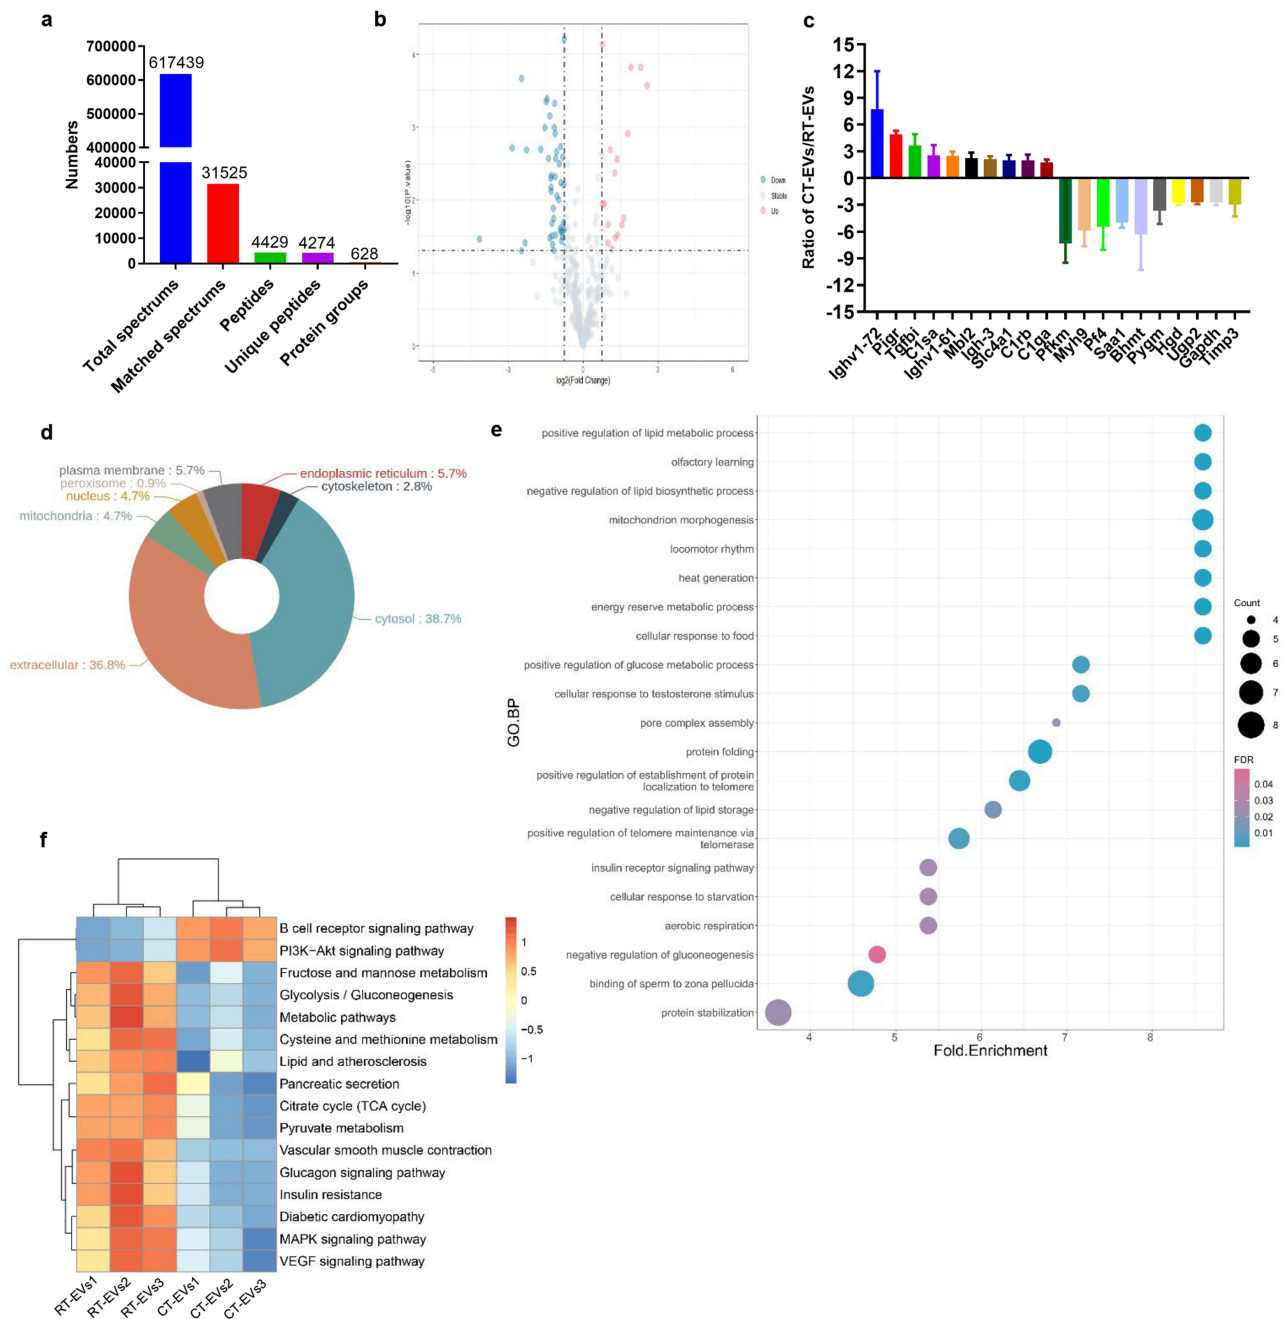 a
Numbers
700000
600000
500000
400000
40000
30000
20000
10000
0
617439
31525
4429
4274
628
Total spectrums
Matched spectrums
Peptides
Unique peptides
Protein groups
b
-log10(P.value)
4
3
2
1
0
-5
0
3
6
log2(Fold Change)
Down
Stable
Up
c
Ratio of CT-EVs/RT-EVs
15
12
9
6
3
0
-3
-6
-9
-12
-15
Ighv1-72
Pigr
Tgfbi
C1sa
Ighv1-61
Mbl2
Igh-3
Slc4a1
C1rb
C1ga
Pfkm
Myh9
Pf4
Saa1
Bhmt
Pygm
Hgd
Ugp2
Gapdh
Timp3
d
plasma membrane : 5.7%
peroxisome : 0.9%
nucleus : 4.7%
mitochondria : 4.7%
extracellular : 36.8%
endoplasmic reticulum : 5.7%
cytoskeleton : 2.8%
cytosol : 38.7%
e
GO.BP
positive regulation of lipid metabolic process
olfactory learning
negative regulation of lipid biosynthetic process
mitochondrion morphogenesis
locomotor rhythm
heat generation
energy reserve metabolic process
cellular response to food
positive regulation of glucose metabolic process
cellular response to testosterone stimulus
pore complex assembly
protein folding
positive regulation of establishment of protein
localization to telomere
negative regulation of lipid storage
positive regulation of telomere maintenance via
telomerase
insulin receptor signaling pathway
cellular response to starvation
aerobic respiration
negative regulation of gluconeogenesis
binding of sperm to zona pellucida
protein stabilization
4
5
6
7
8
Fold.Enrichment
Count
4
5
6
7
8
FDR
0.04
0.03
0.02
0.01
f
B cell receptor signaling pathway
PI3K−Akt signaling pathway
Fructose and mannose metabolism
Glycolysis / Gluconeogenesis
Metabolic pathways
Cysteine and methionine metabolism
Lipid and atherosclerosis
Pancreatic secretion
Citrate cycle (TCA cycle)
Pyruvate metabolism
Vascular smooth muscle contraction
Glucagon signaling pathway
Insulin resistance
Diabetic cardiomyopathy
MAPK signaling pathway
VEGF signaling pathway
1
0.5
0
−0.5
−1
RT-EVs1
RT-EVs2
RT-EVs3
CT-EVs1
CT-EVs2
CT-EVs3